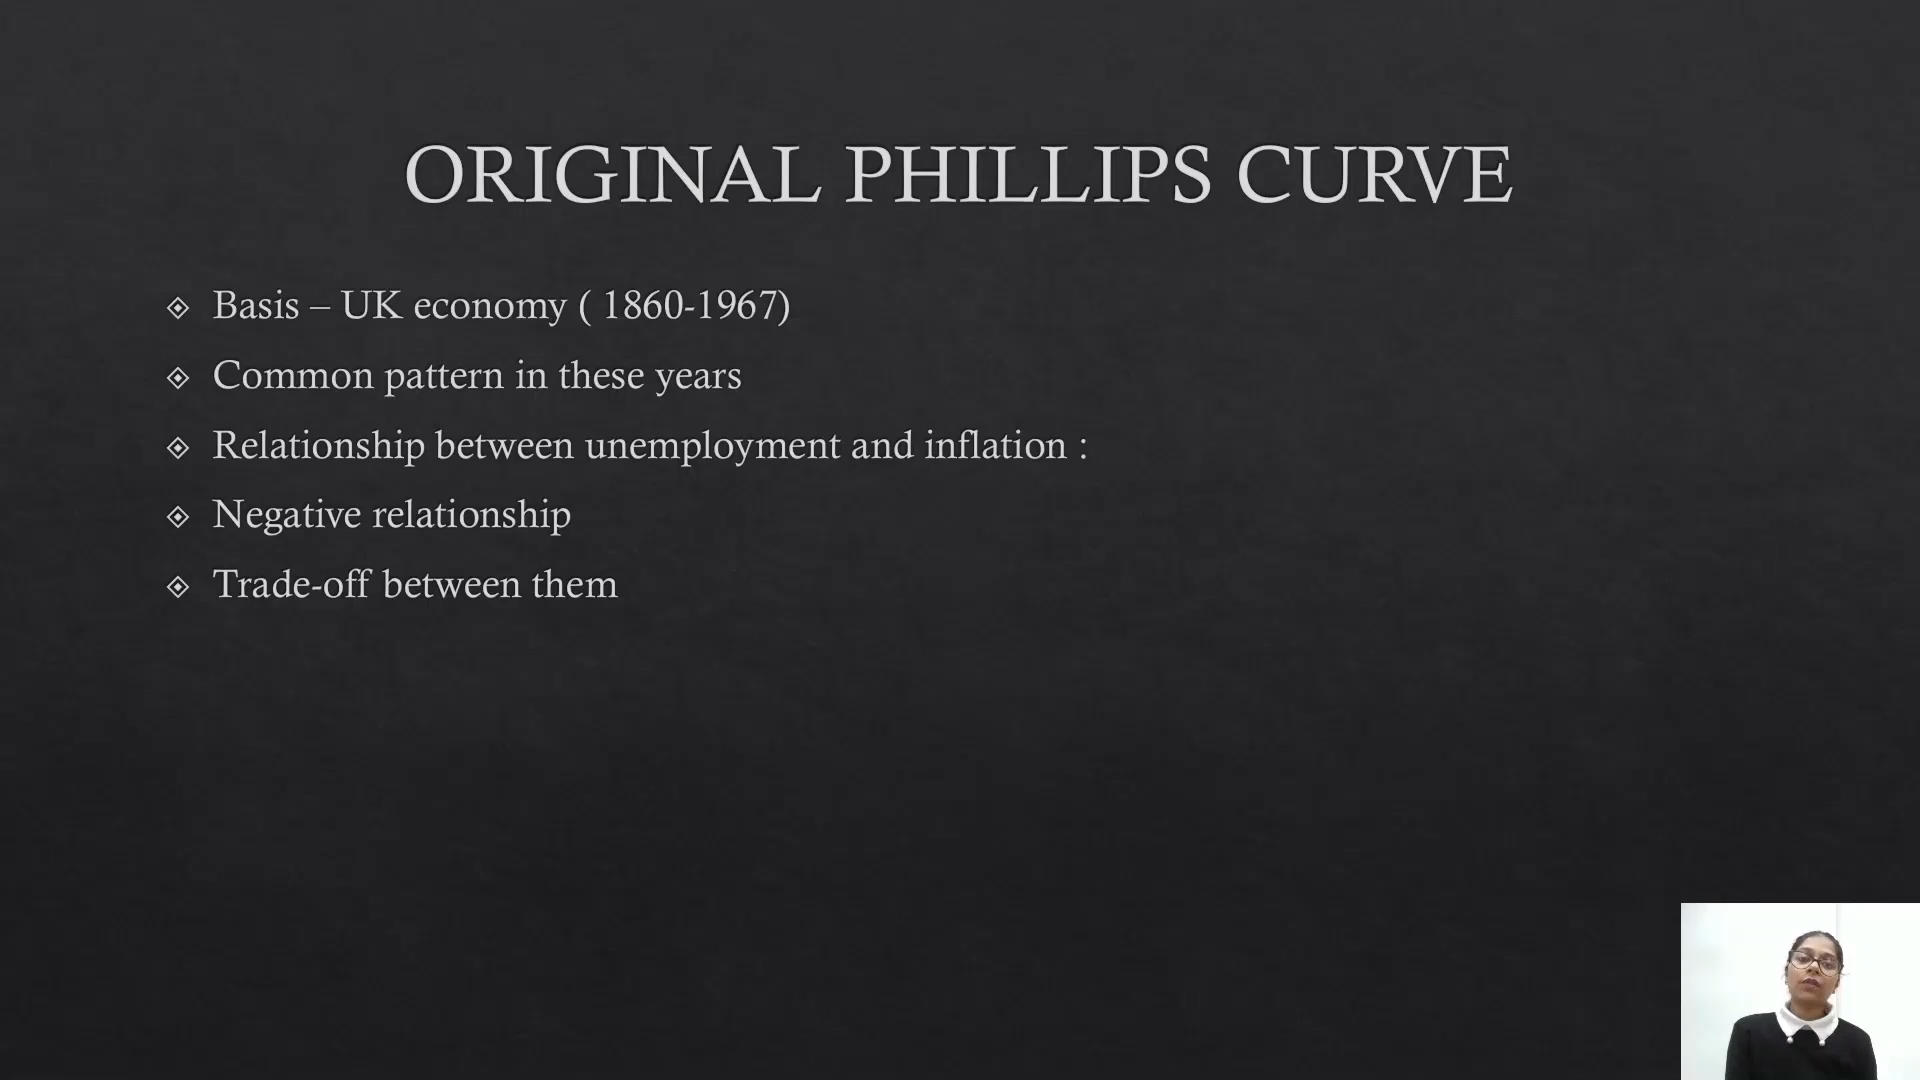 ORIGINAL PHILLIPS CURVE
Basis – UK economy ( 1860-1967)
Common pattern in these years
Relationship between unemployment and inflation :
Negative relationship
Trade-off between them